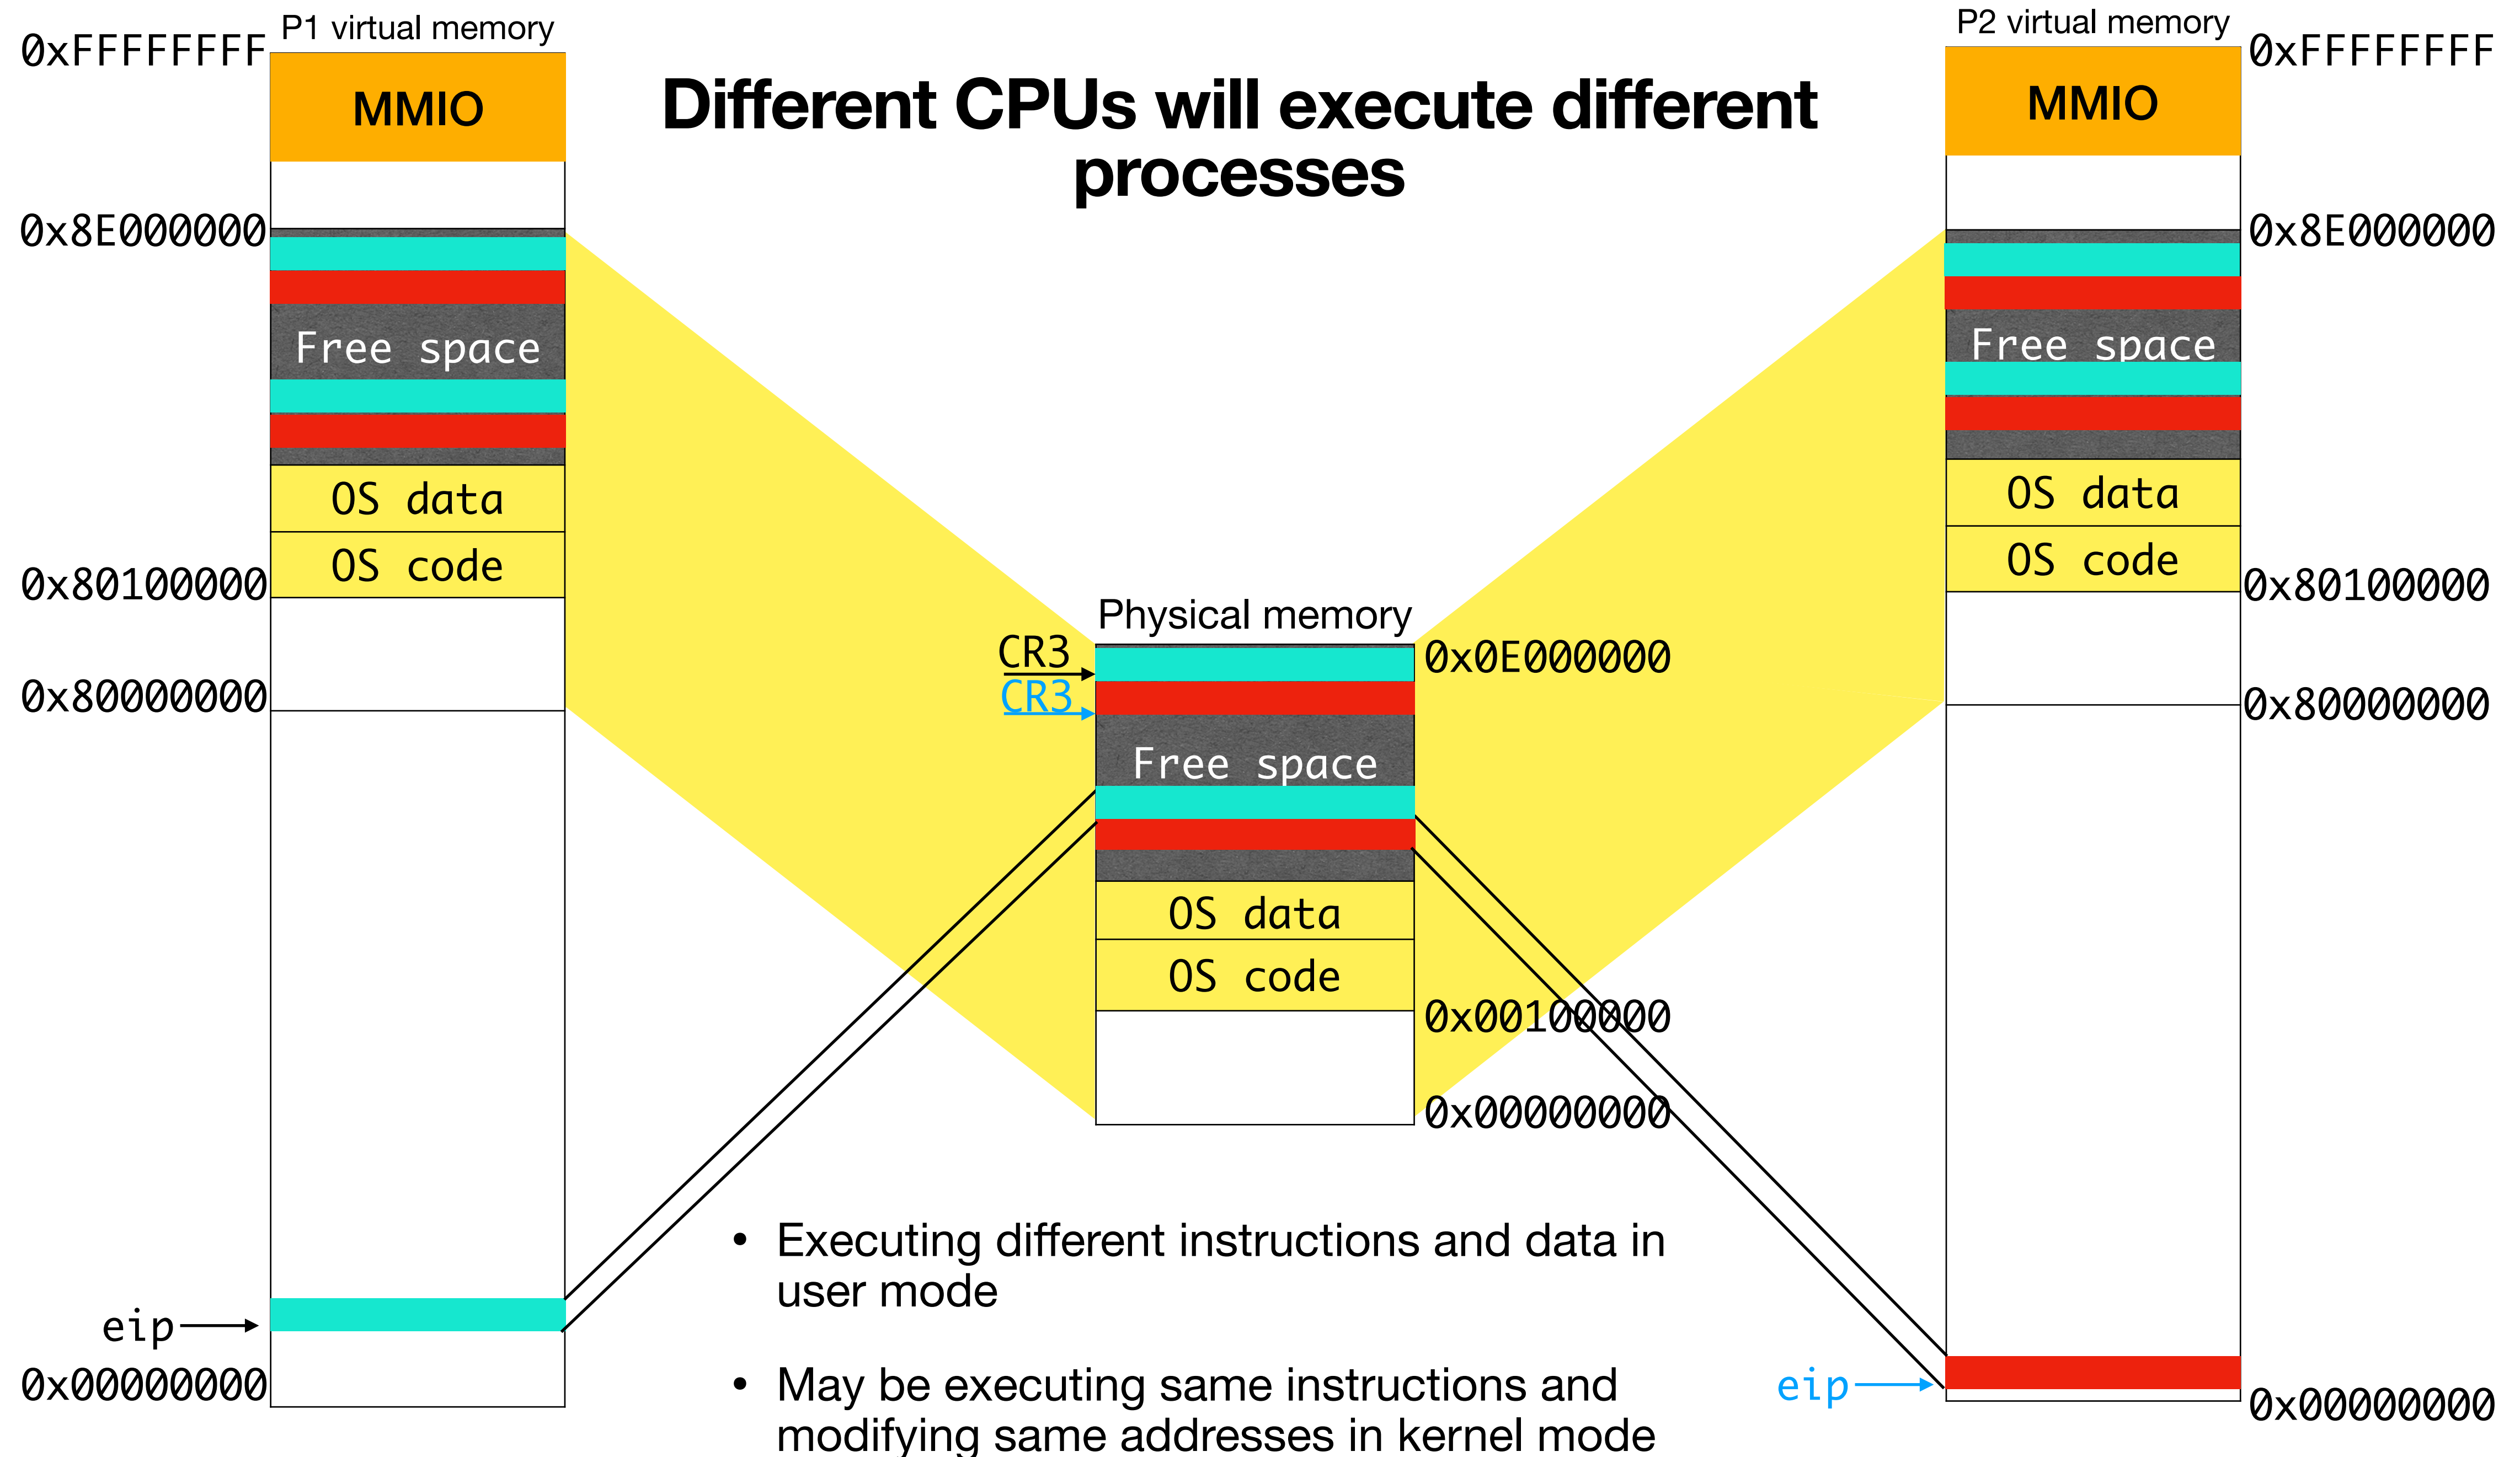 P1 virtual memory
0xFFFFFFFF
MMIO
0x8E000000
Free space
OS data
OS code
0x80100000
0x80000000
eip
0x00000000
Different CPUs will execute different
processes
Physical memory
CR3
CR3
0x0E000000
Free space
OS data
OS code
0x00100000
0x00000000
• Executing different instructions and data in
user mode
• May be executing same instructions and
modifying same addresses in kernel mode
P2 virtual memory
0xFFFFFFFF
MMIO
0x8E000000
Free space
OS data
OS code
0x80100000
0x80000000
eip
0x00000000